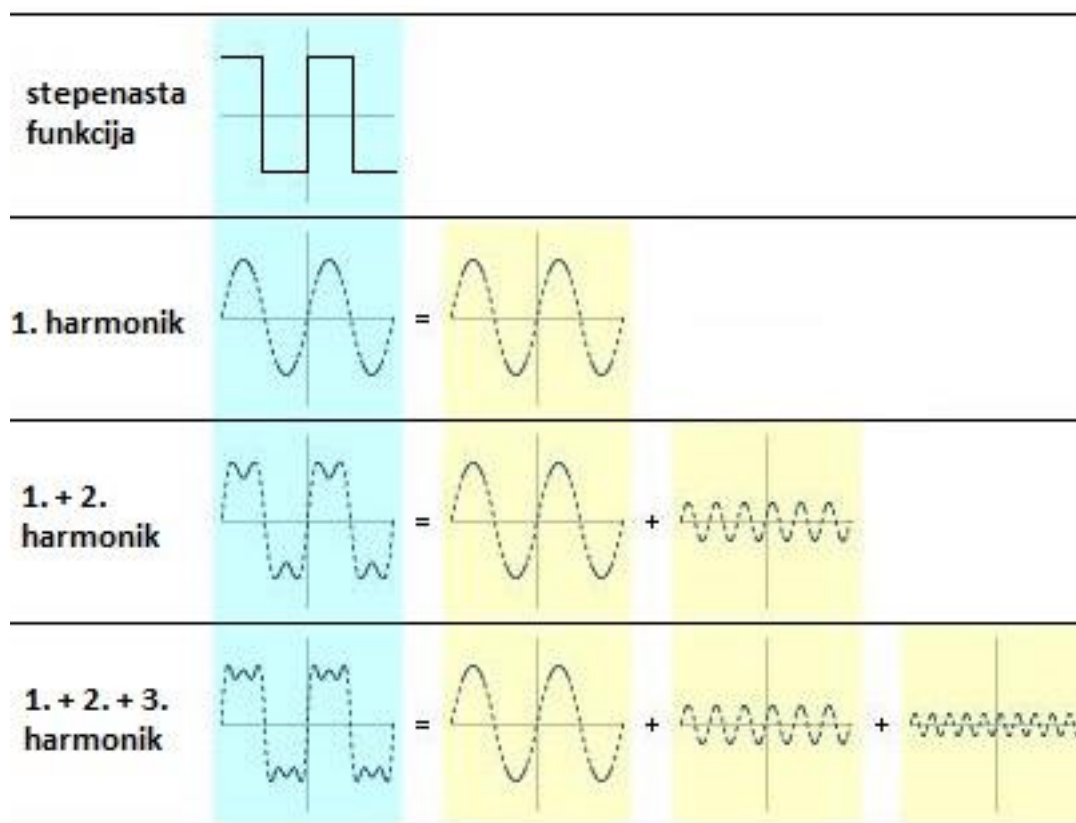 stepenasta
funkcija
1. harmonik
=
1. + 2.
harmonik
= +
1. + 2. + 3.
harmonik
= + +